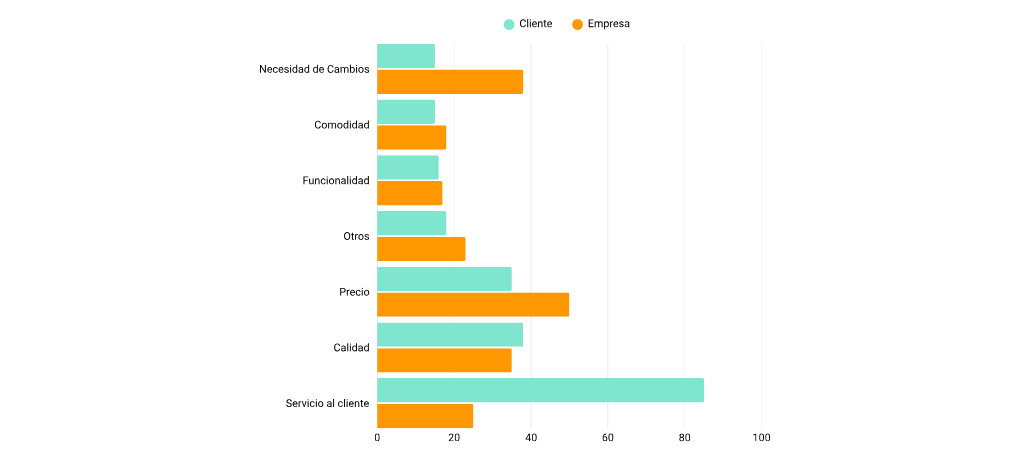 Cliente Empresa
Necesidad de Cambios
Comodidad
Funcionalidad
Otros
Precio
Calidad
Servicio al cliente
0 20 40 60 80 100